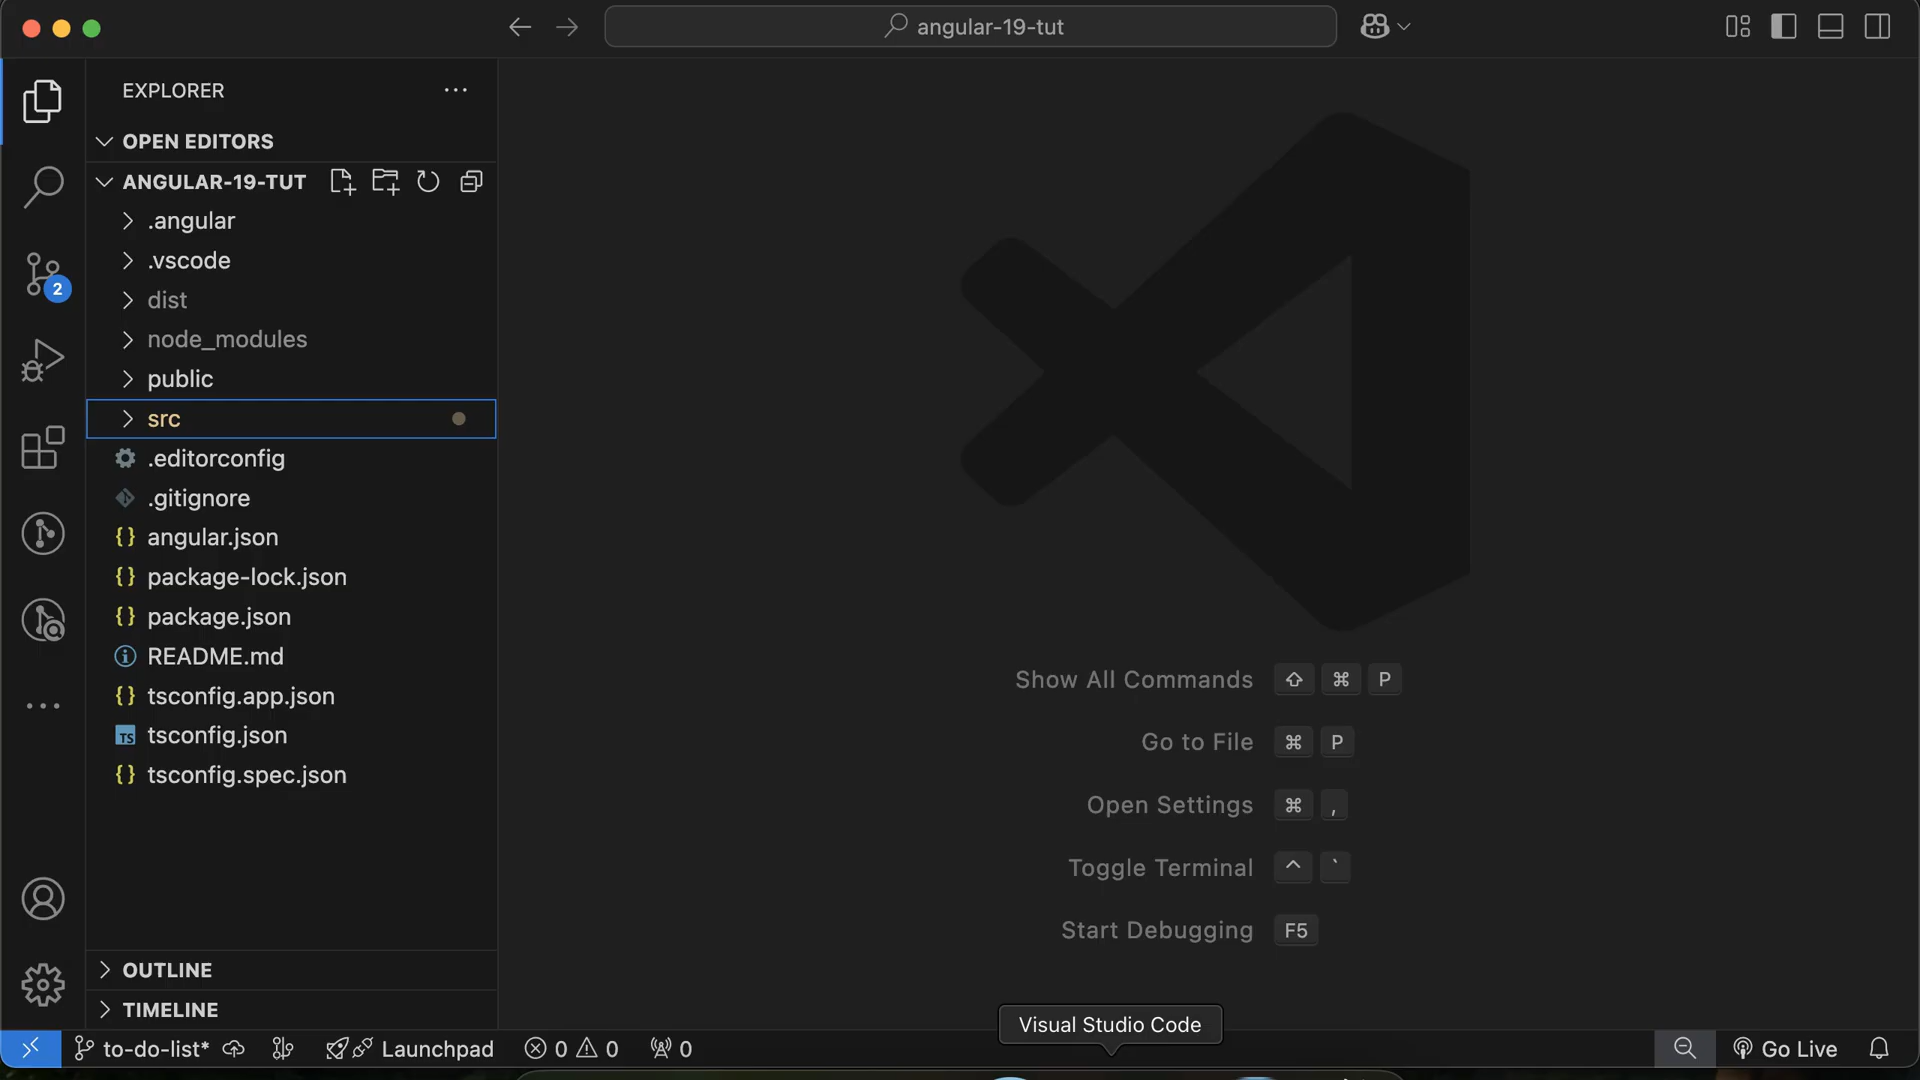 angular-19-tut
EXPLORER
OPEN EDITORS
ANGULAR-19-TUT
.angular
.vscode
2
dist
node_modules
public
src
.editorconfig
.gitignore
{} angular.json
{} package-lock.json
{} package.json
README.md
{} tsconfig.app.json
TS tsconfig.json
{} tsconfig.spec.json
Show All Commands ⇧ ⌘ P
Go to File ⌘ P
Open Settings ⌘ ,
Toggle Terminal ^ `
Start Debugging F5
OUTLINE
TIMELINE
Visual Studio Code
to-do-list* Launchpad 0 0 0 Go Live